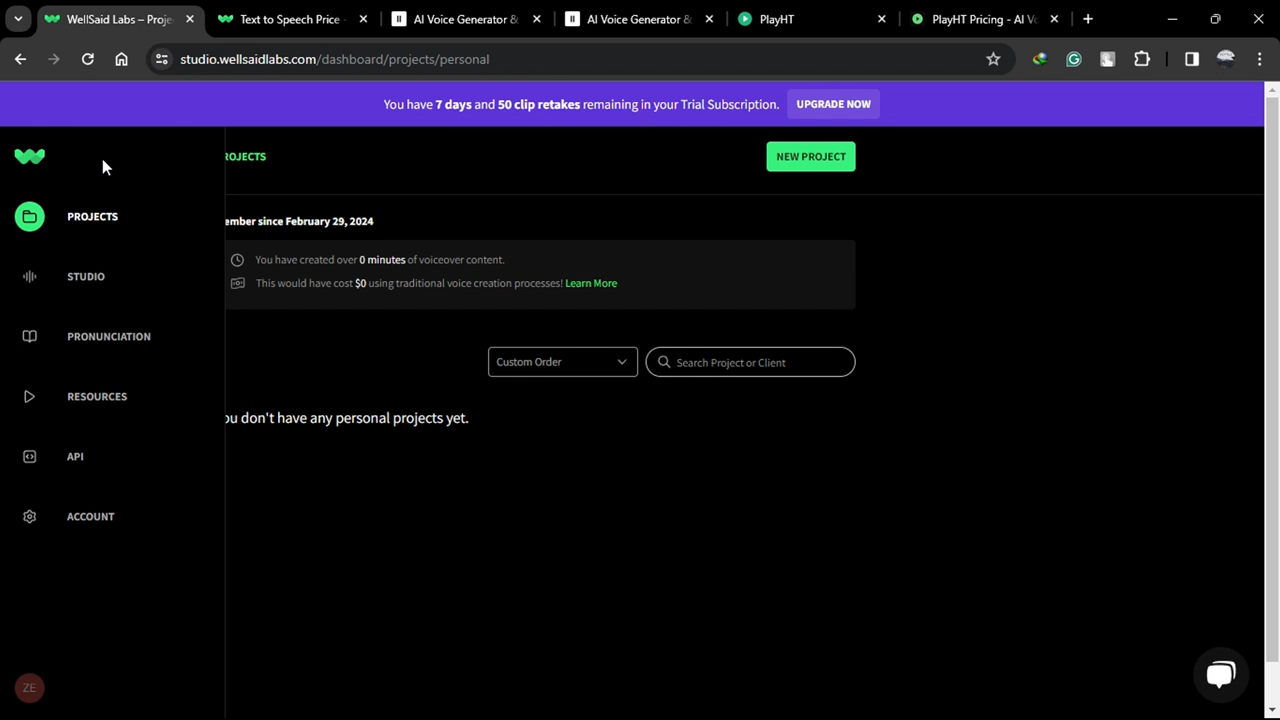 WellSaid Labs – Proje
Text to Speech Price
AI Voice Generator &
AI Voice Generator &
PlayHT
PlayHT Pricing - AI Vo
studio.wellsaidlabs.com/dashboard/projects/personal
You have 7 days and 50 clip retakes remaining in your Trial Subscription.
UPGRADE NOW
ROJECTS
NEW PROJECT
PROJECTS
ember since February 29, 2024
You have created over 0 minutes of voiceover content.
STUDIO
This would have cost $0 using traditional voice creation processes! Learn More
PRONUNCIATION
Custom Order
Search Project or Client
RESOURCES
ou don't have any personal projects yet.
API
ACCOUNT
ZE